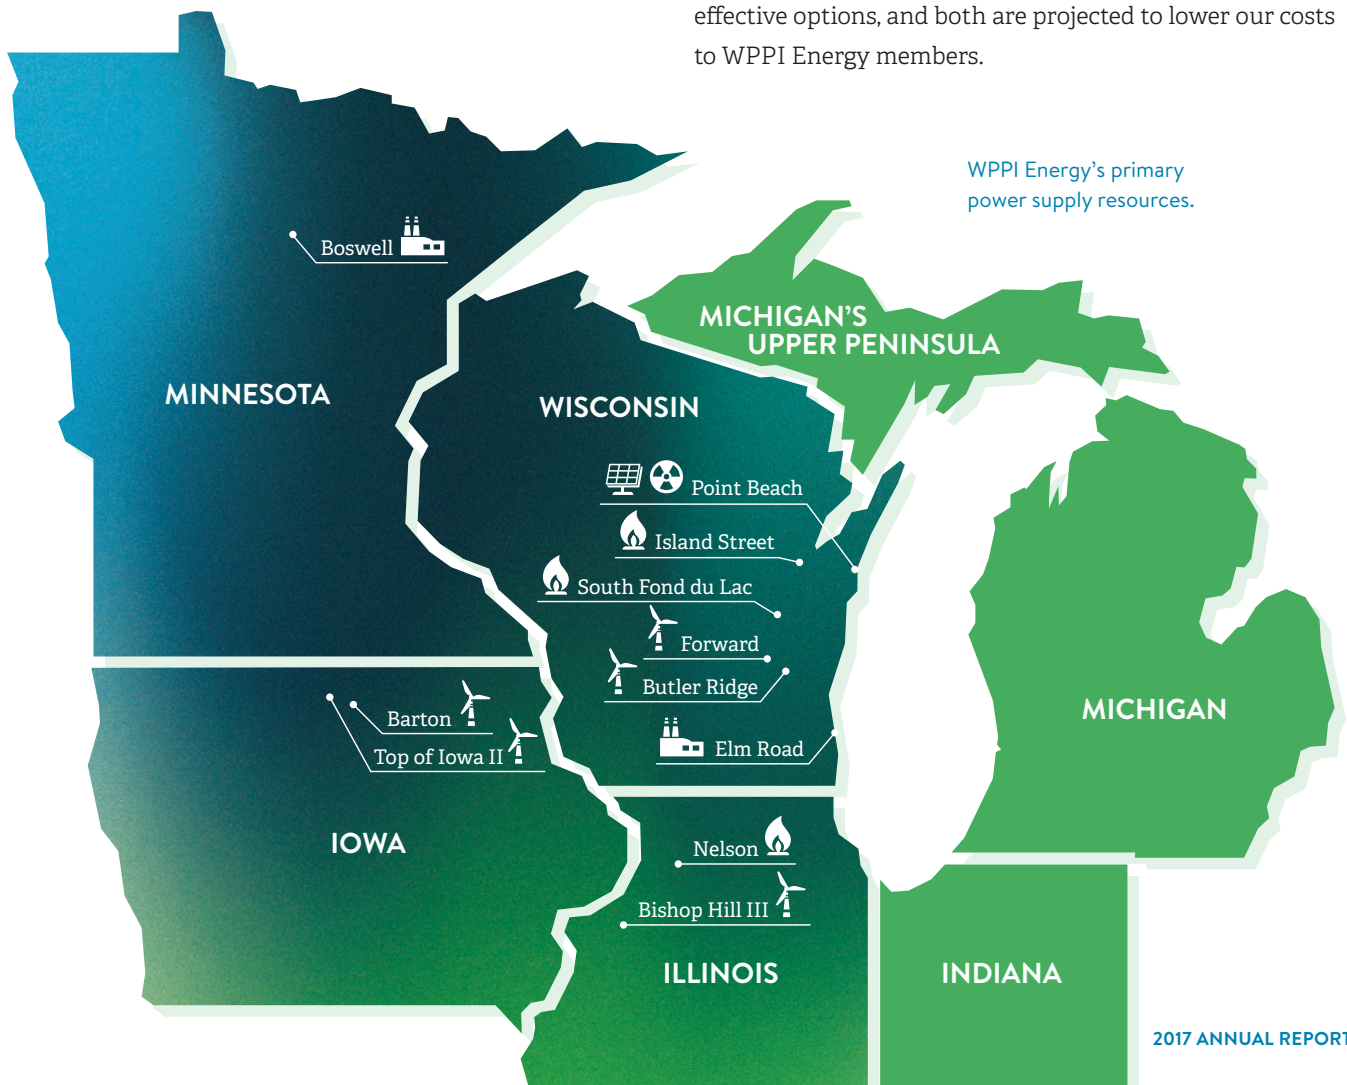 effective options, and both are projected to lower our costs
to WPPI Energy members.
WPPI Energy's primary
power supply resources.
Boswell
MICHIGAN'S
UPPER PENINSULA
MINNESOTA
WISCONSIN
Point Beach
Island Street
South Fond du Lac
Forward
Butler Ridge
Elm Road
Barton
Top of Iowa II
MICHIGAN
IOWA
Nelson
Bishop Hill III
ILLINOIS
INDIANA
2017 ANNUAL REPORT